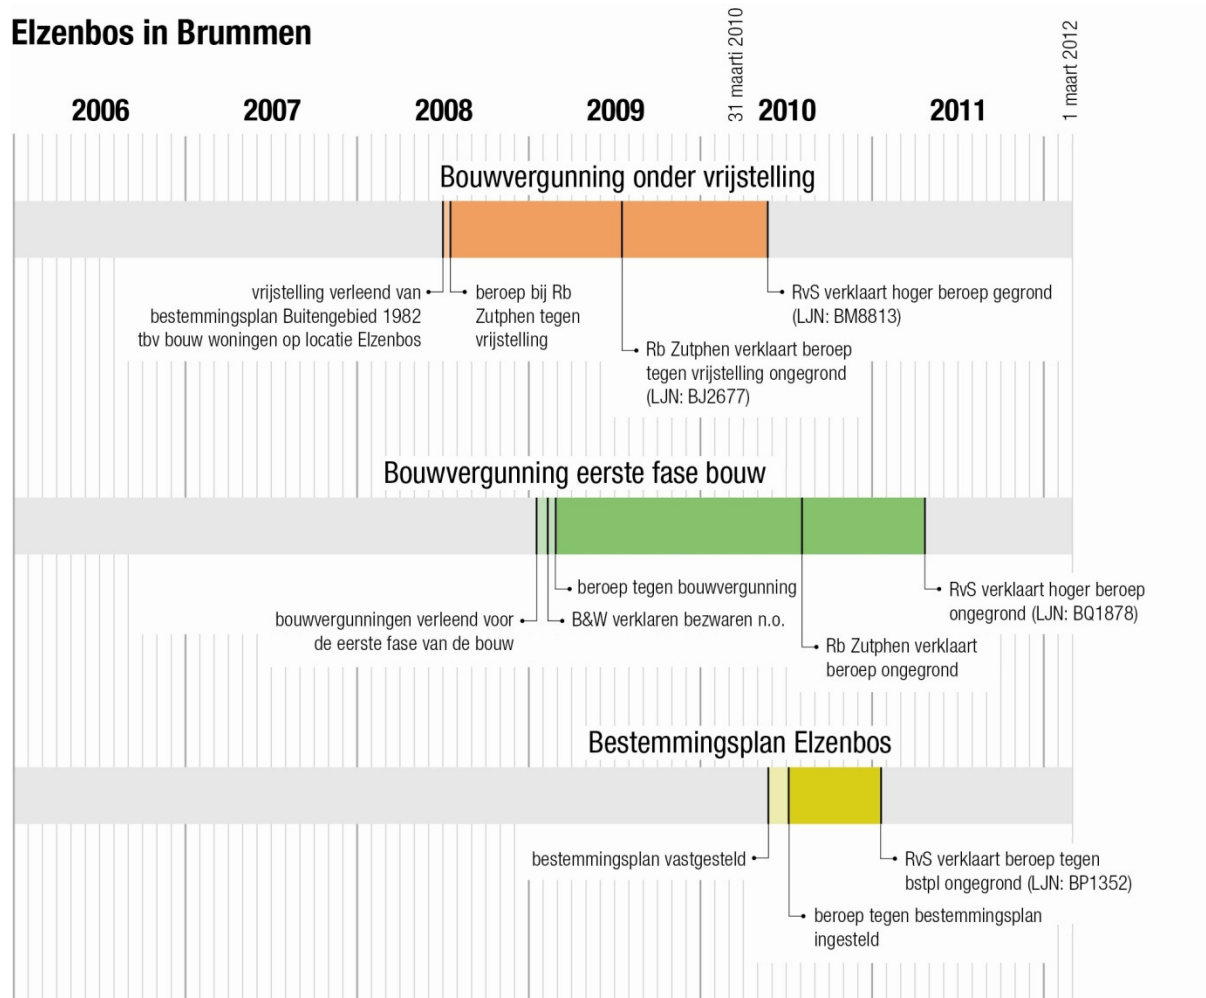 Elzenbos in Brummen
31 maarti 2010
1 maart 2012
2006 2007 2008 2009 2010 2011
Bouwvergunning onder vrijstelling
vrijstelling verleend van
bestemmingsplan Buitengebied 1982
tbv bouw woningen op locatie Elzenbos
beroep bij Rb
Zutphen tegen
vrijstelling
RvS verklaart hoger beroep gegrond
(LJN: BM8813)
Rb Zutphen verklaart beroep
tegen vrijstelling ongegrond
(LJN: BJ2677)
Bouwvergunning eerste fase bouw
beroep tegen bouwvergunning
RvS verklaart hoger beroep
ongegrond (LJN: BQ1878)
bouwvergunningen verleend voor
de eerste fase van de bouw
B&W verklaren bezwaren n.o.
Rb Zutphen verklaart
beroep ongegrond
Bestemmingsplan Elzenbos
bestemmingsplan vastgesteld
RvS verklaart beroep tegen
bstpl ongegrond (LJN: BP1352)
beroep tegen bestemmingsplan
ingesteld